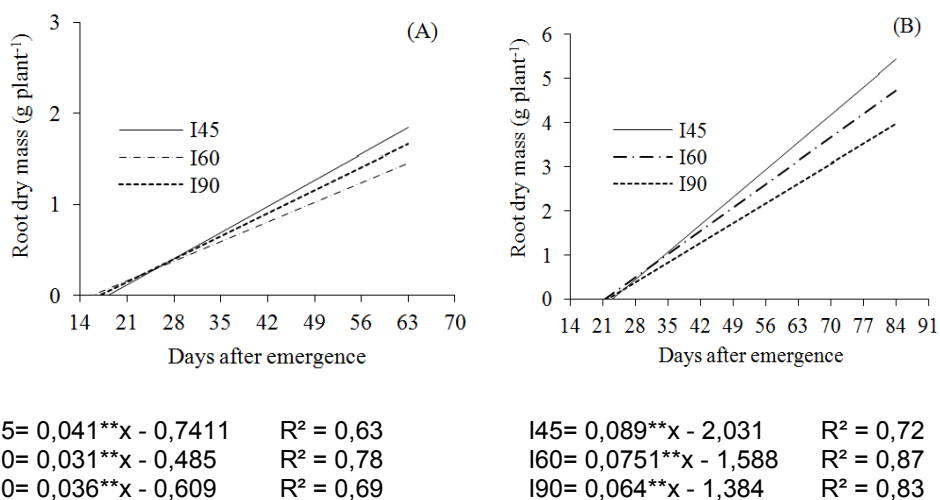 3
(A)
Root dry mass (g plant⁻¹)
2
I45
I60
I90
1
0
14 21 28 35 42 49 56 63 70
Days after emergence
6
(B)
Root dry mass (g plant⁻¹)
5
4
I45
I60
I90
3
2
1
0
14 21 28 35 42 49 56 63 70 77 84 91
Days after emergence
5= 0,041**x - 0,7411 R² = 0,63
0= 0,031**x - 0,485 R² = 0,78
0= 0,036**x - 0,609 R² = 0,69
I45= 0,089**x - 2,031 R² = 0,72
I60= 0,0751**x - 1,588 R² = 0,87
I90= 0,064**x - 1,384 R² = 0,83